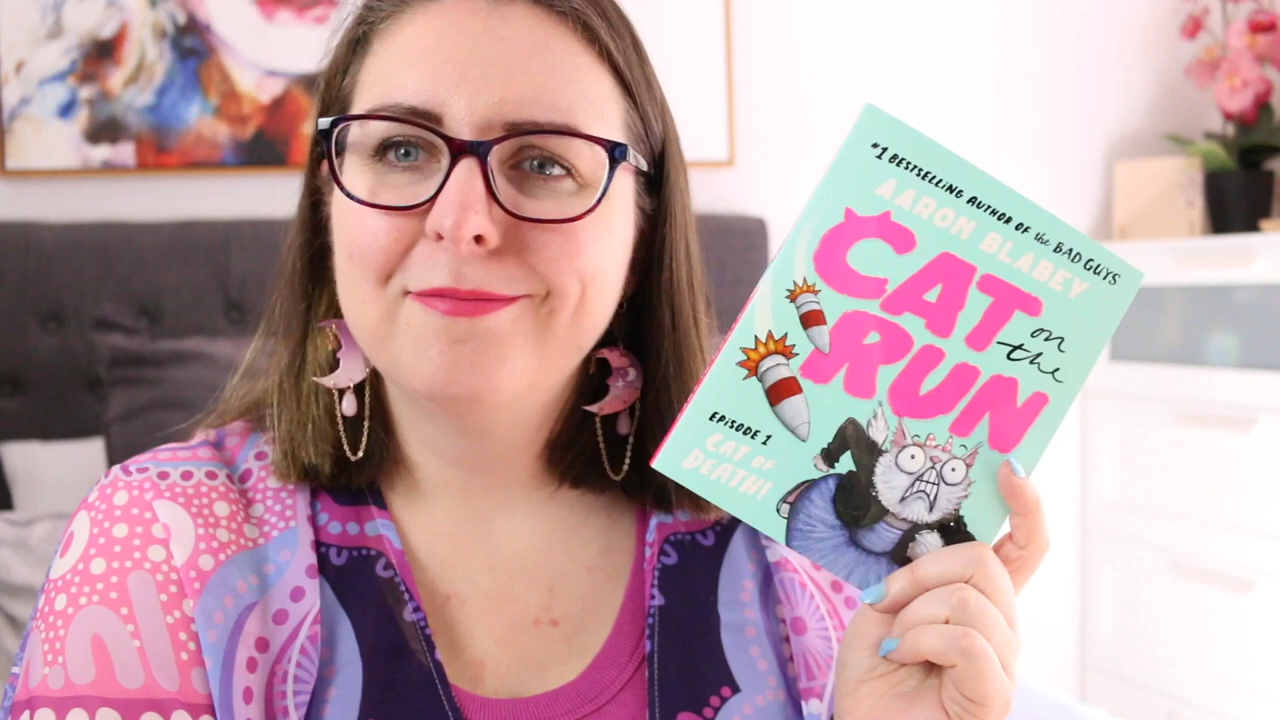 #1 BESTSELLING AUTHOR OF the BAD GUYS
AARON BLABEY
CAT on
the
RUN
EPISODE 1
CAT OF
DEATH!